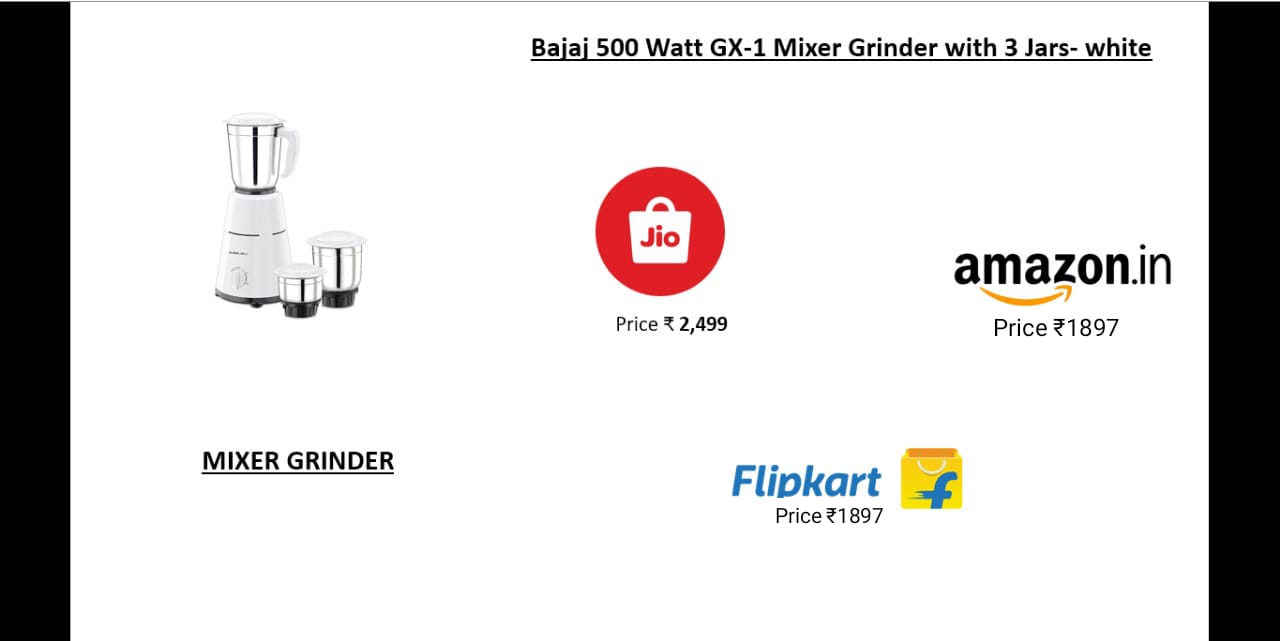 Bajaj 500 Watt GX-1 Mixer Grinder with 3 Jars- white
Jio
Price ₹ 2,499
amazon.in
Price ₹1897
MIXER GRINDER
Flipkart
Price ₹1897